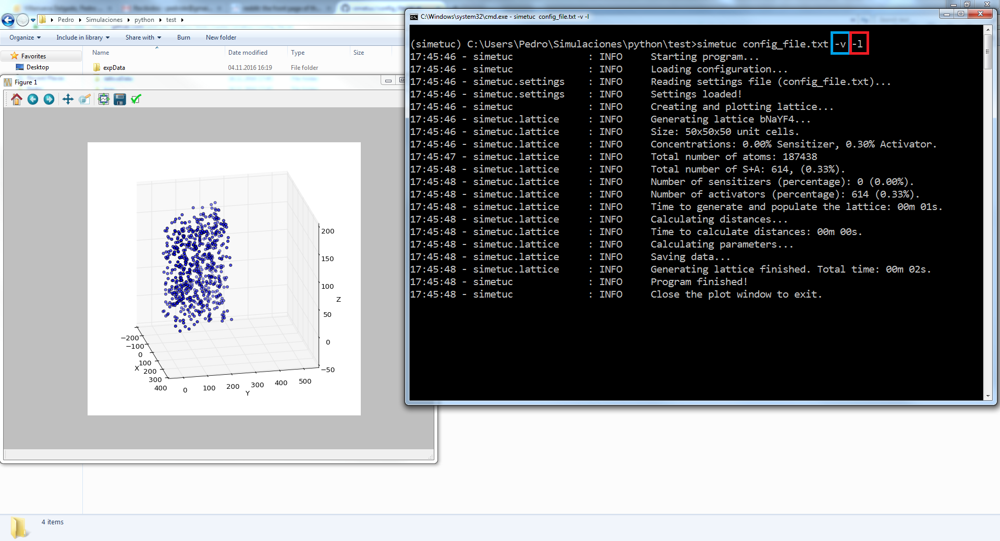 Pedro Simulaciones python test
Organize Include in library Share with Burn New folder
Name Date modified Type Size
Favorites
Desktop
expData 04.11.2016 16:19 File folder
Figure 1
200
150
100
Z
50
0
−50
−200
−100
0
100
X
200
300
400
0 100 200 300 400 500
Y
4 items
C:\Windows\system32\cmd.exe - simetuc config_file.txt -v -l
(simetuc) C:\Users\Pedro\Simulaciones\python\test>simetuc config_file.txt -v -l
17:45:46 - simetuc : INFO Starting program...
17:45:46 - simetuc : INFO Loading configuration...
17:45:46 - simetuc.settings : INFO Reading settings file (config_file.txt)...
17:45:46 - simetuc.settings : INFO Settings loaded!
17:45:46 - simetuc : INFO Creating and plotting lattice...
17:45:46 - simetuc.lattice : INFO Generating lattice bNaYF4...
17:45:46 - simetuc.lattice : INFO Size: 50x50x50 unit cells.
17:45:46 - simetuc.lattice : INFO Concentrations: 0.00% Sensitizer, 0.30% Activator.
17:45:47 - simetuc.lattice : INFO Total number of atoms: 187438
17:45:48 - simetuc.lattice : INFO Total number of S+A: 614, (0.33%).
17:45:48 - simetuc.lattice : INFO Number of sensitizers (percentage): 0 (0.00%).
17:45:48 - simetuc.lattice : INFO Number of activators (percentage): 614 (0.33%).
17:45:48 - simetuc.lattice : INFO Time to generate and populate the lattice: 00m 01s.
17:45:48 - simetuc.lattice : INFO Calculating distances...
17:45:48 - simetuc.lattice : INFO Time to calculate distances: 00m 00s.
17:45:48 - simetuc.lattice : INFO Calculating parameters...
17:45:48 - simetuc.lattice : INFO Saving data...
17:45:48 - simetuc.lattice : INFO Generating lattice finished. Total time: 00m 02s.
17:45:48 - simetuc : INFO Program finished!
17:45:48 - simetuc : INFO Close the plot window to exit.